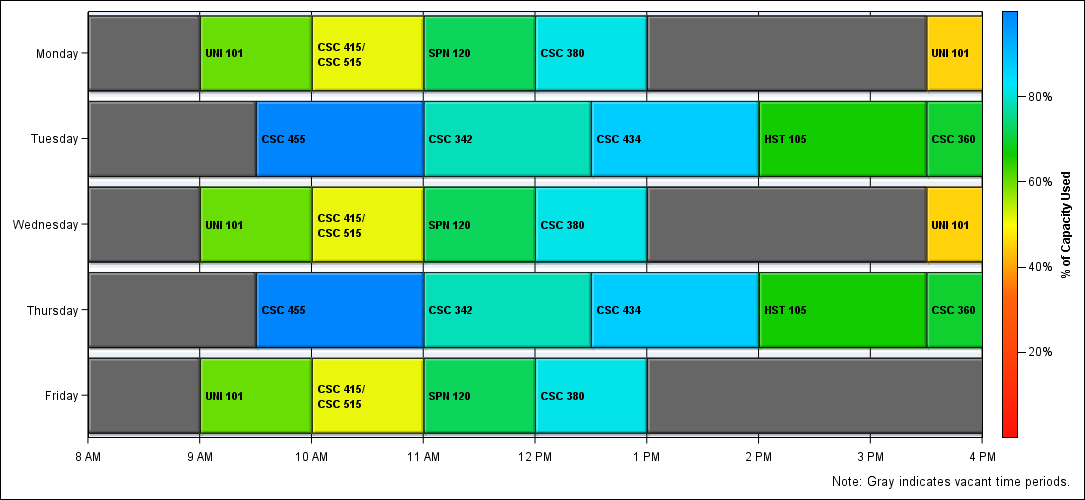 Monday
UNI 101
CSC 415/
CSC 515
SPN 120
CSC 380
UNI 101
Tuesday
CSC 455
CSC 342
CSC 434
HST 105
CSC 360
Wednesday
UNI 101
CSC 415/
CSC 515
SPN 120
CSC 380
UNI 101
Thursday
CSC 455
CSC 342
CSC 434
HST 105
CSC 360
Friday
UNI 101
CSC 415/
CSC 515
SPN 120
CSC 380
8 AM
9 AM
10 AM
11 AM
12 PM
1 PM
2 PM
3 PM
4 PM
80%
60%
40%
20%
% of Capacity Used
Note: Gray indicates vacant time periods.